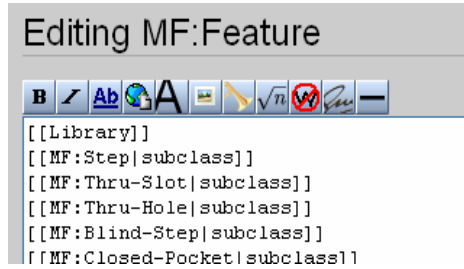 Editing MF:Feature
B I Ab A √n W
[[Library]]
[[MF:Step|subclass]]
[[MF:Thru-Slot|subclass]]
[[MF:Thru-Hole|subclass]]
[[MF:Blind-Step|subclass]]
[[MF:Closed-Pocket|subclass]]